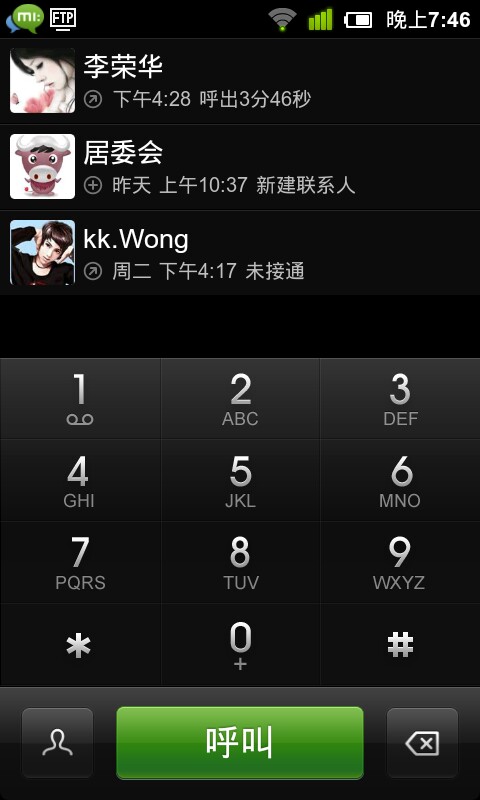 mi: FTP 晚上7:46
李荣华
下午4:28 呼出3分46秒
居委会
昨天 上午10:37 新建联系人
kk.Wong
周二 下午4:17 未接通
1 2 3
ABC DEF
4 5 6
GHI JKL MNO
7 8 9
PQRS TUV WXYZ
* 0 #
+
呼叫